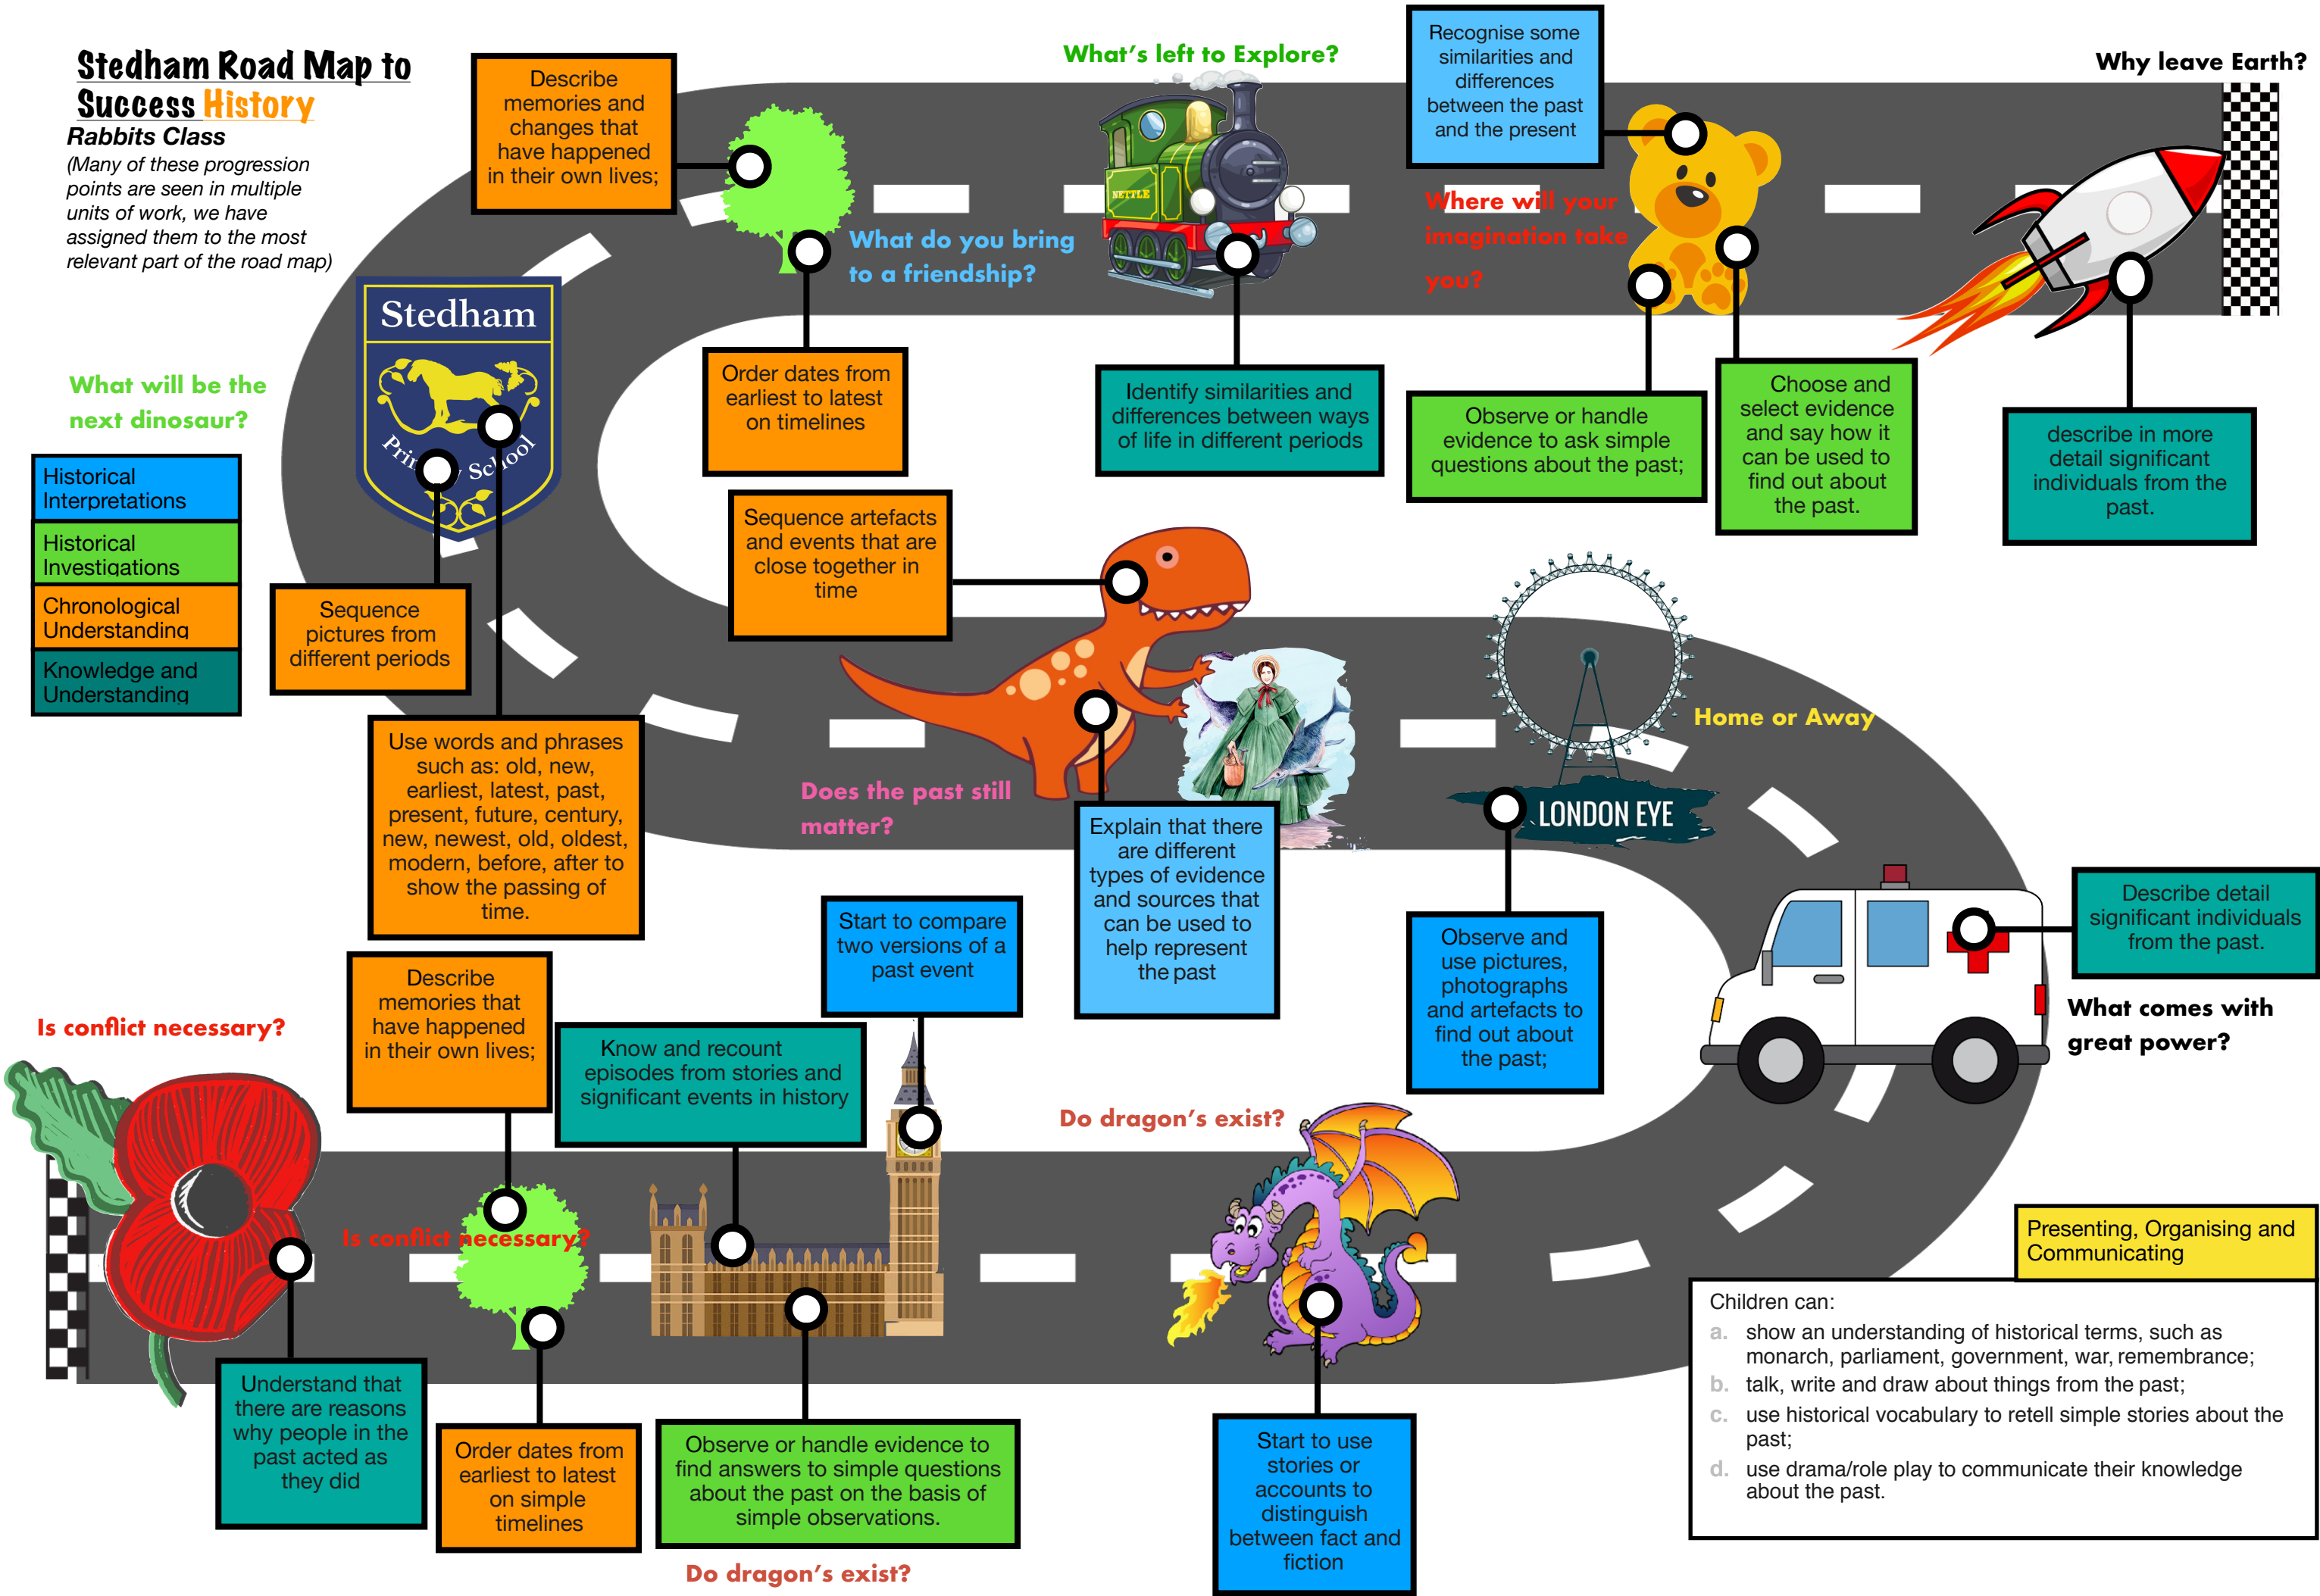 Stedham Road Map to
Success History
Rabbits Class
(Many of these progression
points are seen in multiple
units of work, we have
assigned them to the most
relevant part of the road map)
Describe
memories and
changes that
have happened
in their own lives;
What's left to Explore?
Recognise some
similarities and
differences
between the past
and the present
Why leave Earth?
NETTLE
What do you bring
to a friendship?
Where will your
imagination take
you?
Stedham
Primary School
What will be the
next dinosaur?
Order dates from
earliest to latest
on timelines
Identify similarities and
differences between ways
of life in different periods
Observe or handle
evidence to ask simple
questions about the past;
Choose and
select evidence
and say how it
can be used to
find out about
the past.
describe in more
detail significant
individuals from the
past.
Historical
Interpretations
Historical
Investigations
Chronological
Understanding
Knowledge and
Understanding
Sequence artefacts
and events that are
close together in
time
Sequence
pictures from
different periods
Use words and phrases
such as: old, new,
earliest, latest, past,
present, future, century,
new, newest, old, oldest,
modern, before, after to
show the passing of
time.
Does the past still
matter?
Home or Away
LONDON EYE
Explain that there
are different
types of evidence
and sources that
can be used to
help represent
the past
Observe and
use pictures,
photographs
and artefacts to
find out about
the past;
Describe detail
significant individuals
from the past.
What comes with
great power?
Start to compare
two versions of a
past event
Describe
memories that
have happened
in their own lives;
Know and recount
episodes from stories and
significant events in history
Is conflict necessary?
Do dragon's exist?
Is conflict necessary?
Understand that
there are reasons
why people in the
past acted as
they did
Order dates from
earliest to latest
on simple
timelines
Observe or handle evidence to
find answers to simple questions
about the past on the basis of
simple observations.
Do dragon's exist?
Start to use
stories or
accounts to
distinguish
between fact and
fiction
Presenting, Organising and
Communicating
Children can:
a. show an understanding of historical terms, such as
monarch, parliament, government, war, remembrance;
b. talk, write and draw about things from the past;
c. use historical vocabulary to retell simple stories about the
past;
d. use drama/role play to communicate their knowledge
about the past.